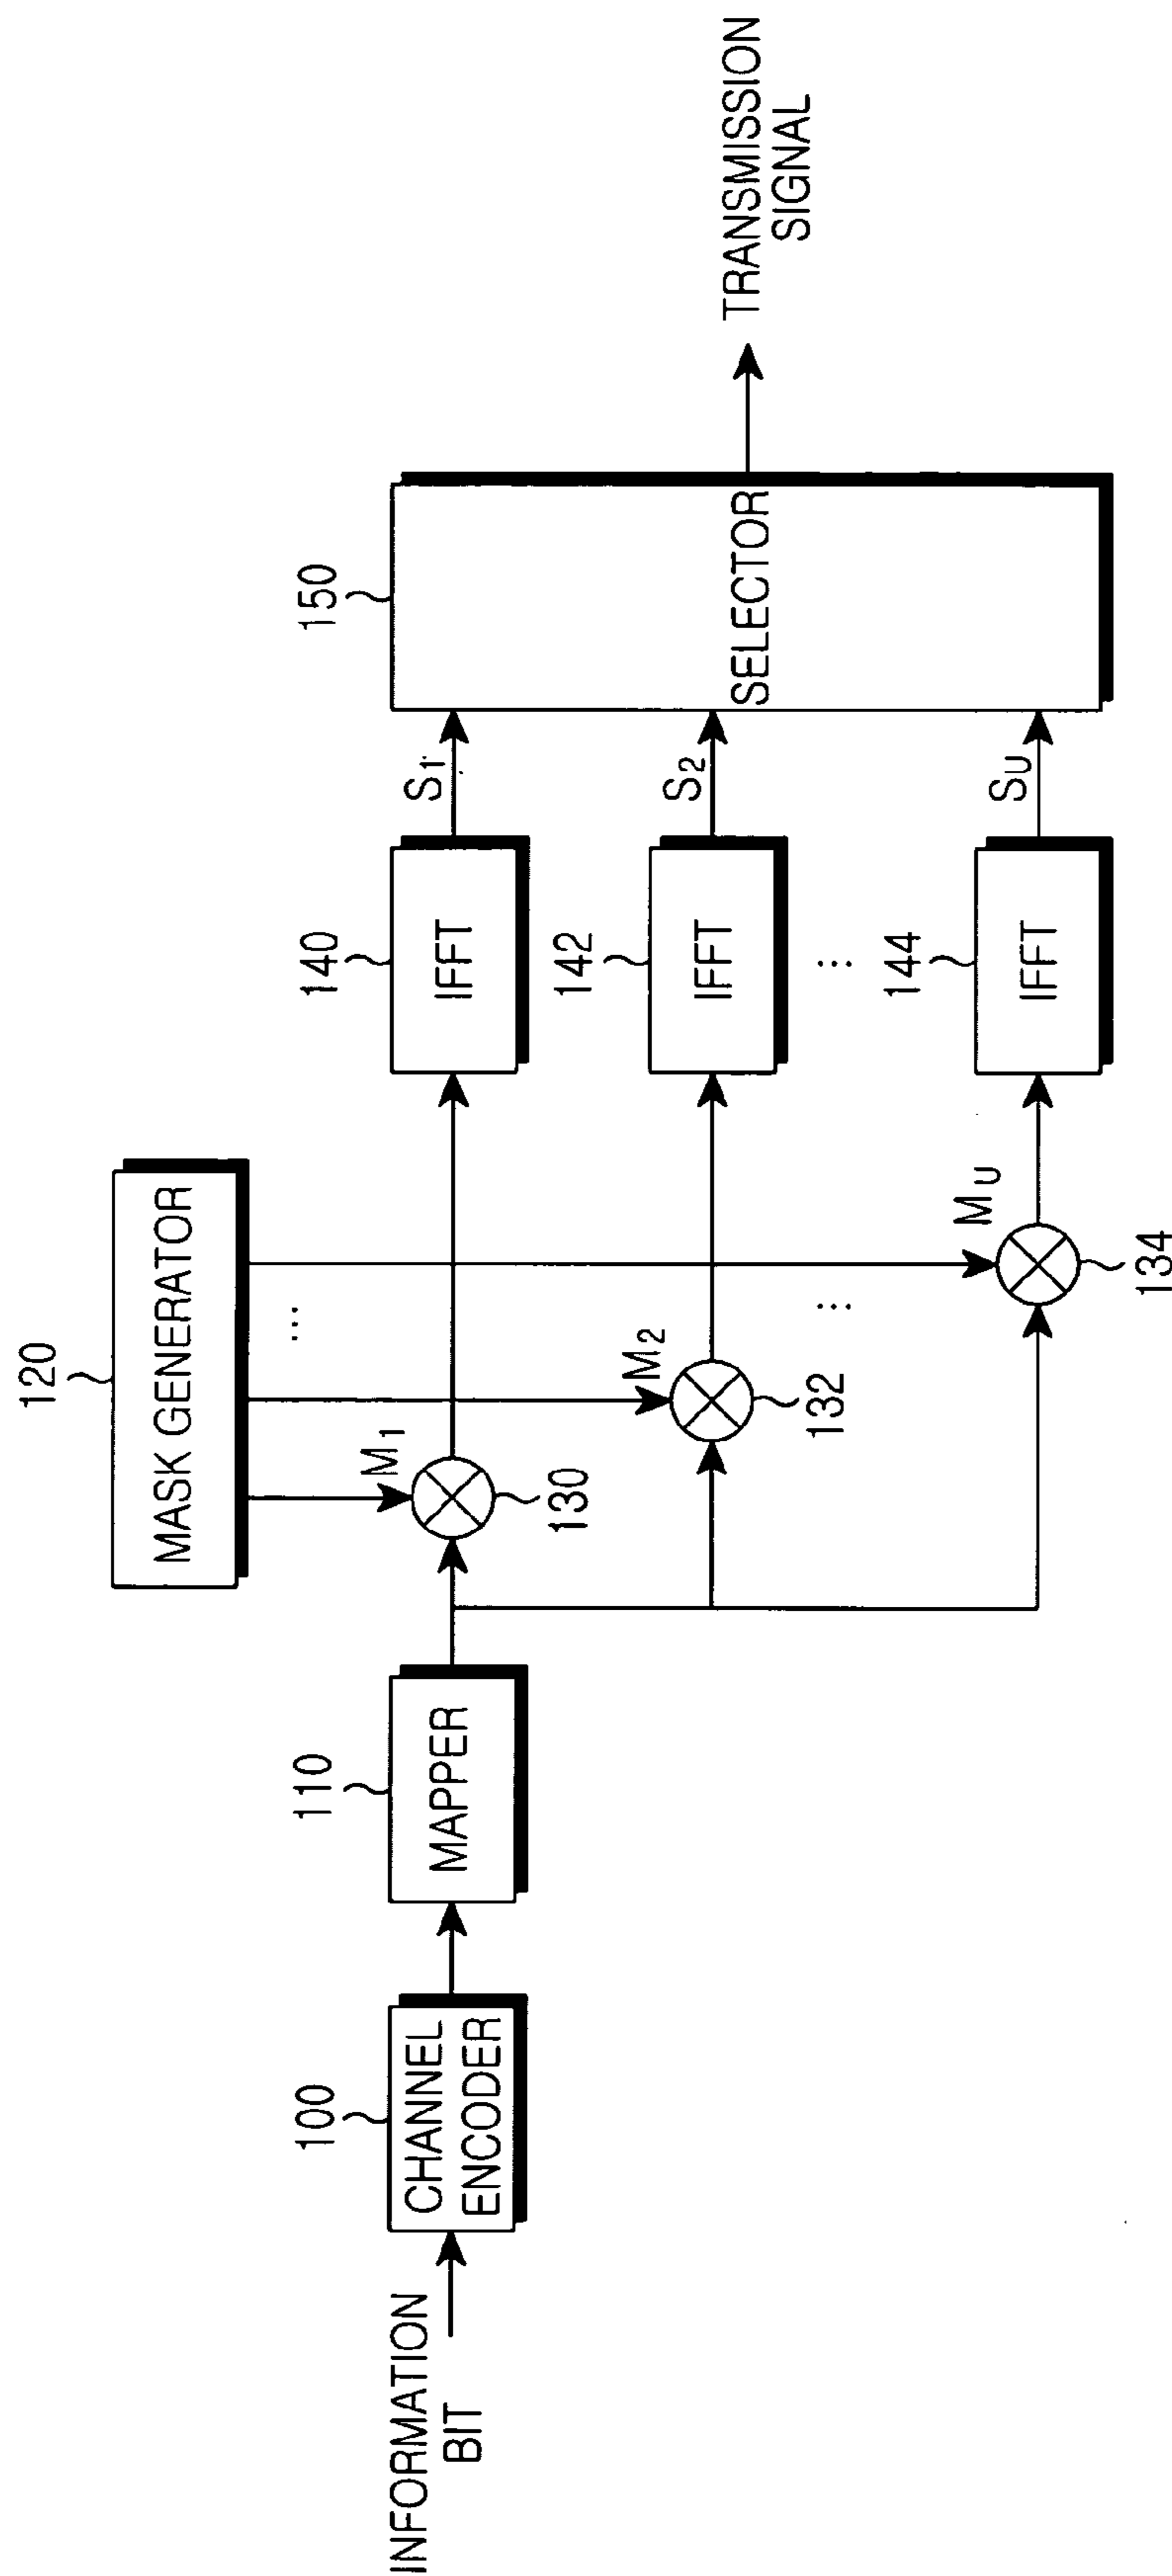 INFORMATION
BIT
100
CHANNEL
ENCODER
110
MAPPER
120
MASK GENERATOR
...
M1
130
M2
132
...
MU
134
140
IFFT
142
IFFT
...
144
IFFT
S1
S2
SU
150
SELECTOR
TRANSMISSION
SIGNAL